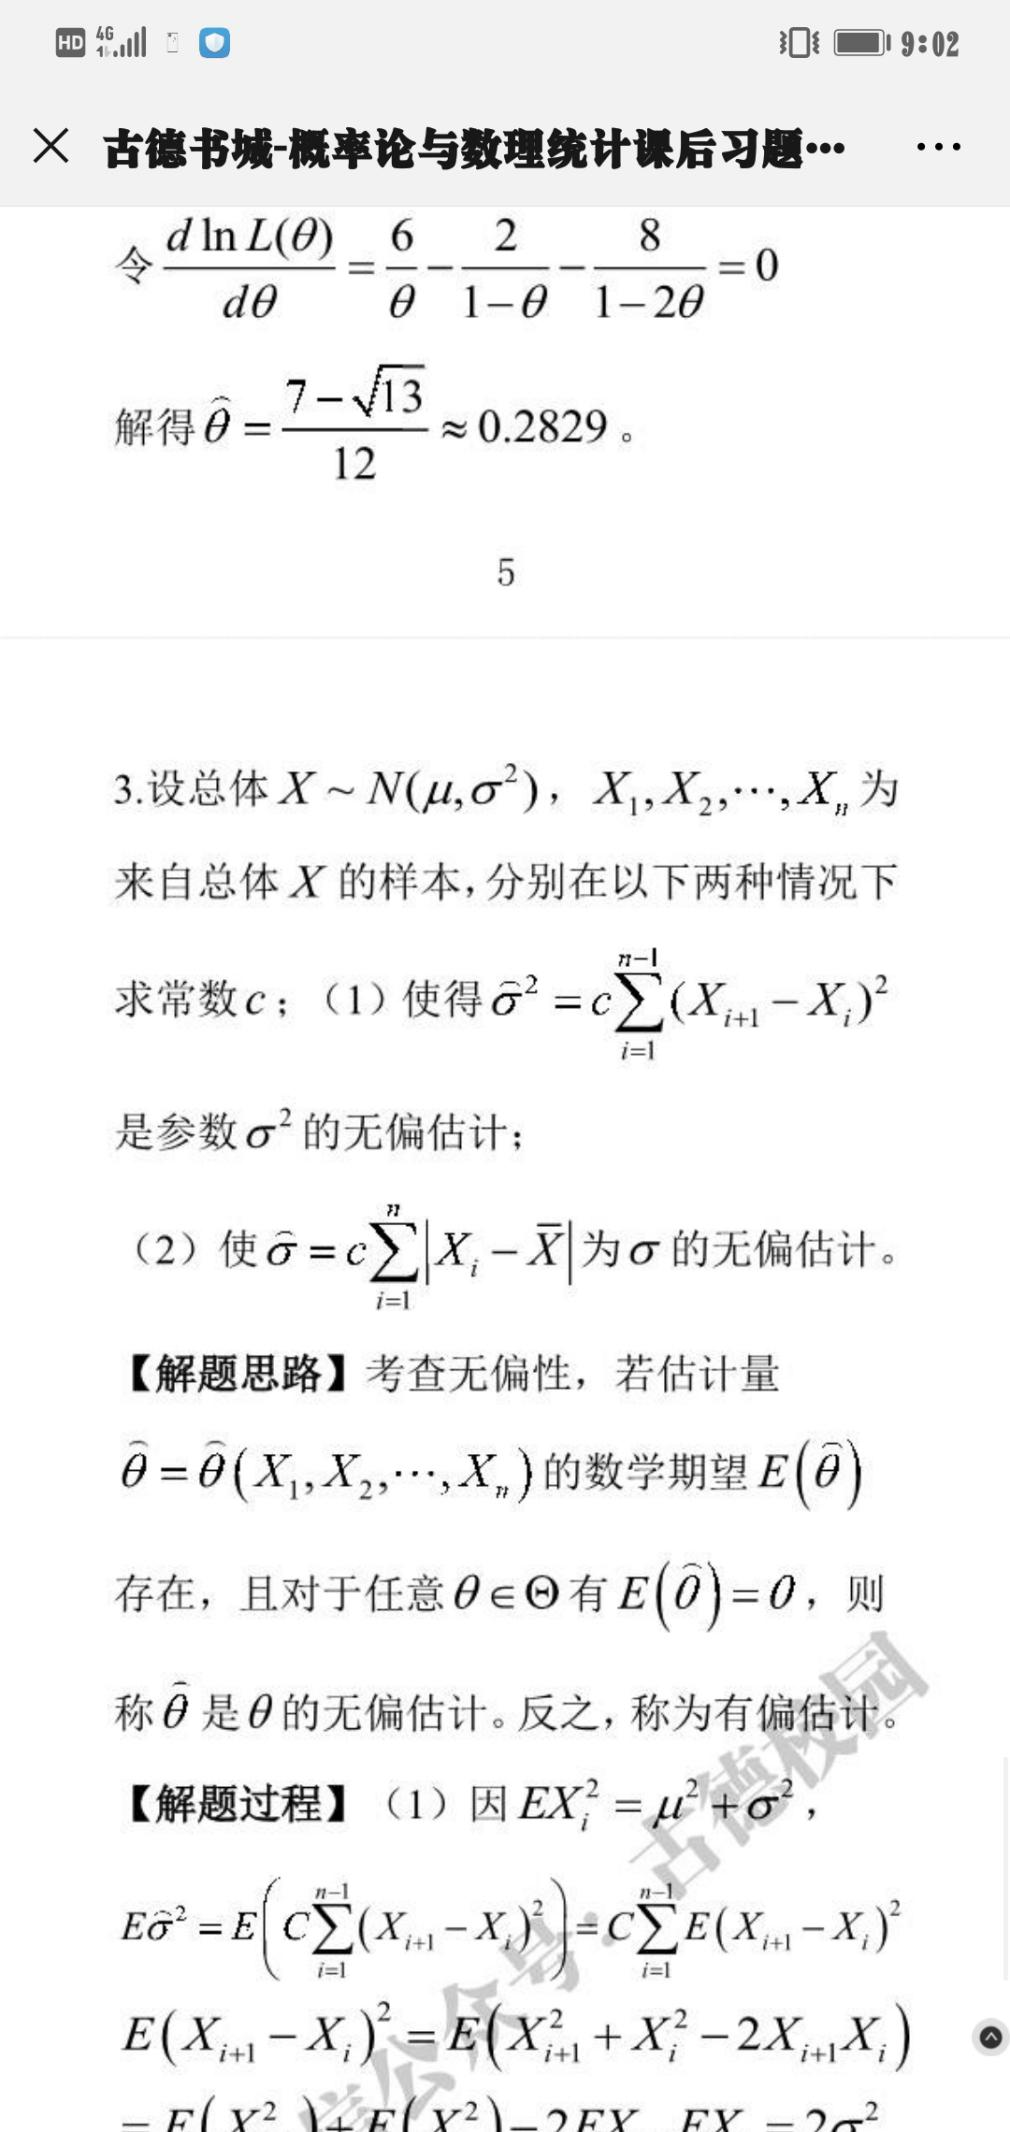 HD 4G 9:02
古德书城-概率论与数理统计课后习题…
令 d ln L(θ)/dθ = 6/θ − 2/(1−θ) − 8/(1−2θ) = 0
解得 θ̂ = (7−√13)/12 ≈ 0.2829。
5
3.设总体 X ~ N(μ,σ²), X₁,X₂,⋯,Xₙ 为
来自总体 X 的样本,分别在以下两种情况下
求常数 c;(1)使得 σ̂² = c∑_{i=1}^{n−1}(X_{i+1} − X_i)²
是参数 σ² 的无偏估计;
(2)使 σ̂ = c∑_{i=1}^{n}|X_i − X̄| 为 σ 的无偏估计。
【解题思路】考查无偏性,若估计量
θ̂ = θ̂(X₁,X₂,⋯,Xₙ) 的数学期望 E(θ̂)
存在,且对于任意 θ∈Θ 有 E(θ̂) = θ,则
称 θ̂ 是 θ 的无偏估计。反之,称为有偏估计。
【解题过程】(1)因 EX_i² = μ² + σ²,
Eσ̂² = E(C∑_{i=1}^{n−1}(X_{i+1} − X_i)²) = C∑_{i=1}^{n−1}E(X_{i+1} − X_i)²
E(X_{i+1} − X_i)² = E(X²_{i+1} + X_i² − 2X_{i+1}X_i)
公众号:古德校园